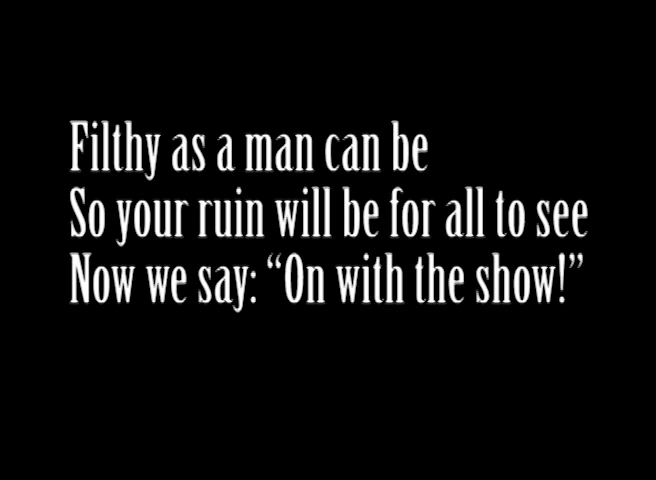 Filthy as a man can be
So your ruin will be for all to see
Now we say: “On with the show!”